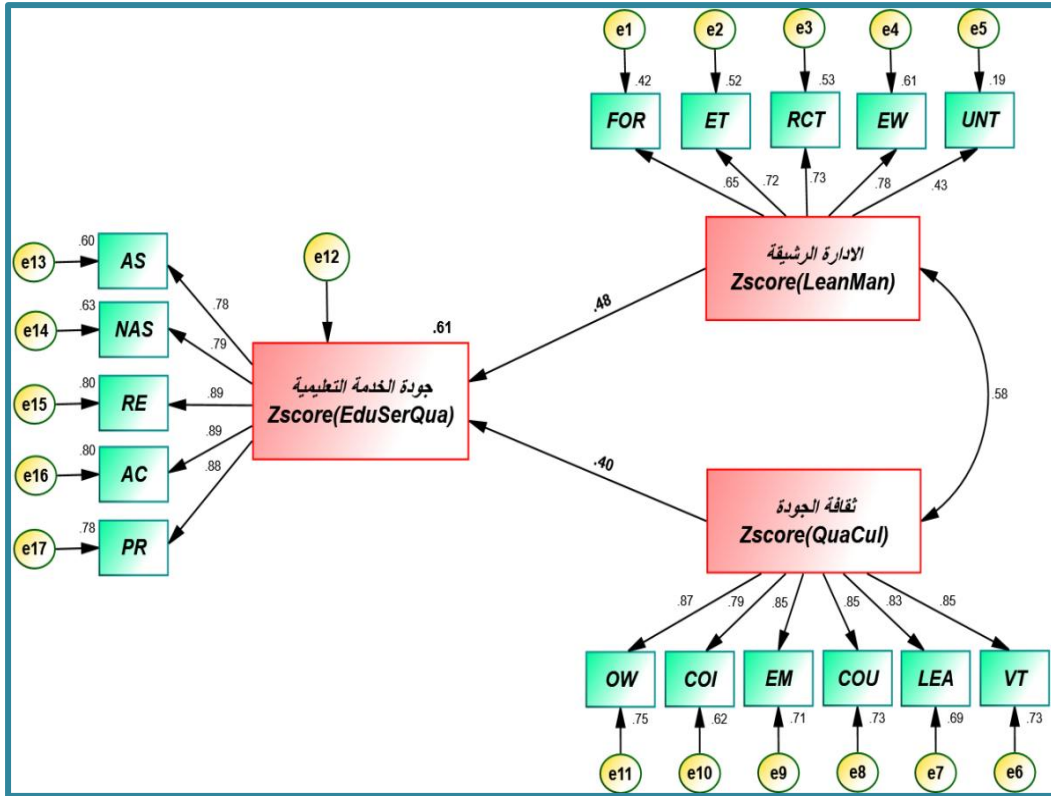 e1
e2
e3
e4
e5
.42
.52
.53
.61
.19
FOR
ET
RCT
EW
UNT
.65
.72
.73
.78
.43
الادارة الرشيقة
Zscore(LeanMan)
e12
.61
جودة الخدمة التعليمية
Zscore(EduSerQua)
.48
.40
.58
e13
.60
AS
.78
e14
.63
NAS
.79
e15
.80
RE
.89
e16
.80
AC
.89
e17
.78
PR
.88
ثقافة الجودة
Zscore(QuaCul)
.87
.79
.85
.85
.83
.85
OW
COI
EM
COU
LEA
VT
.75
.62
.71
.73
.69
.73
e11
e10
e9
e8
e7
e6